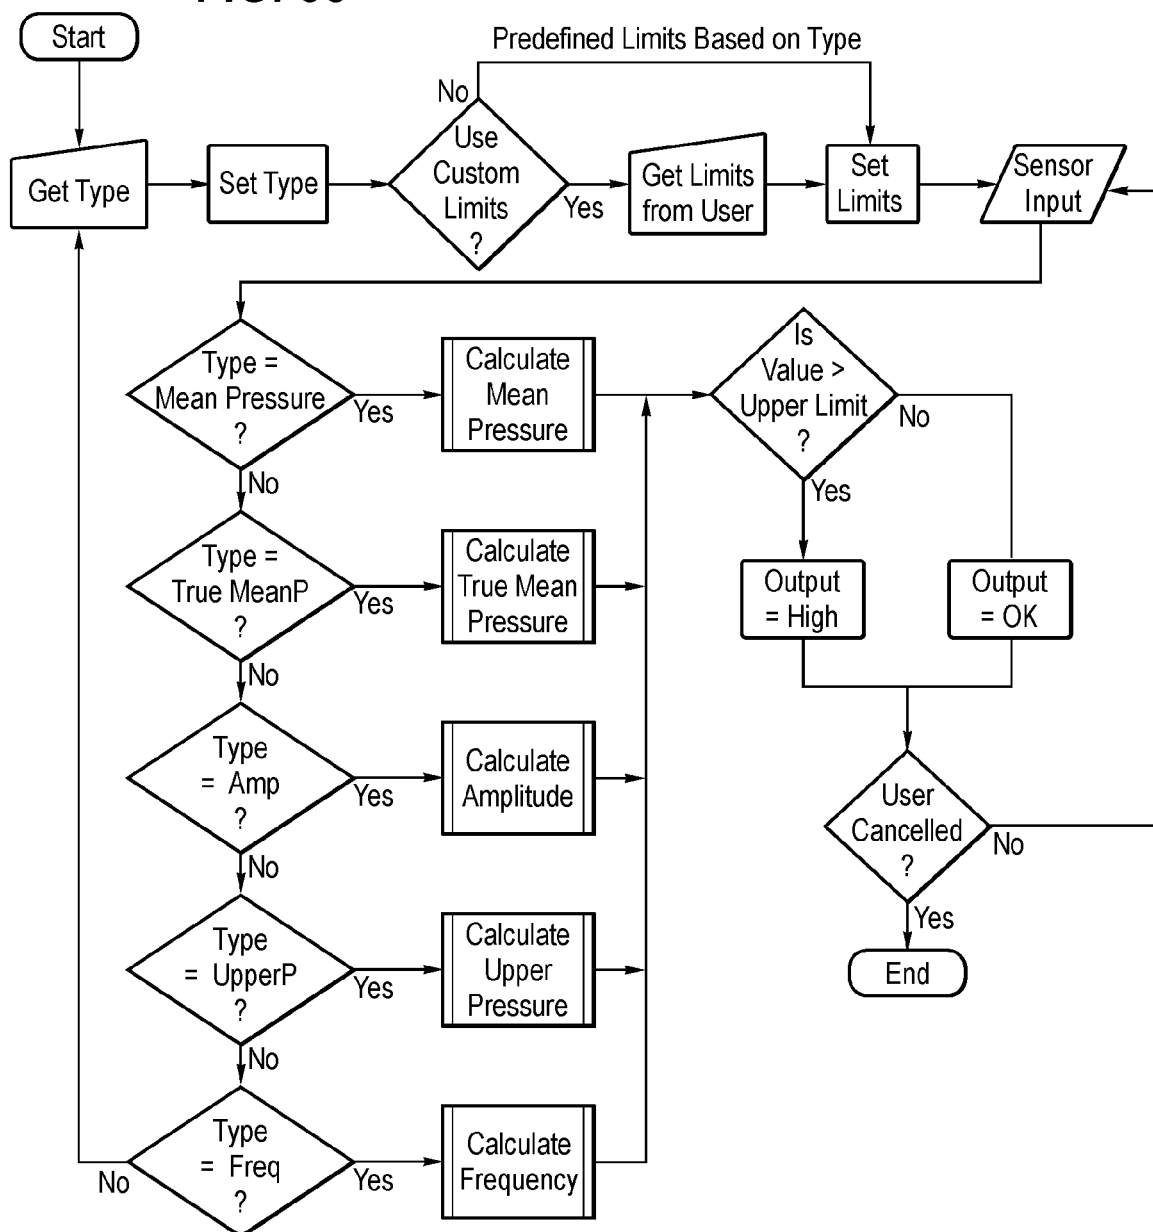 Start
Predefined Limits Based on Type
No
Use
Custom
Limits
?
Yes
Get Type
Set Type
Get Limits
from User
Set
Limits
Sensor
Input
Type =
Mean Pressure
?
Yes
No
Calculate
Mean
Pressure
Is
Value >
Upper Limit
?
No
Yes
Type =
True MeanP
?
Yes
No
Calculate
True Mean
Pressure
Output
= High
Output
= OK
Type
= Amp
?
Yes
No
Calculate
Amplitude
User
Cancelled
?
No
Yes
End
Type
= UpperP
?
Yes
No
Calculate
Upper
Pressure
Type
= Freq
?
No
Yes
Calculate
Frequency